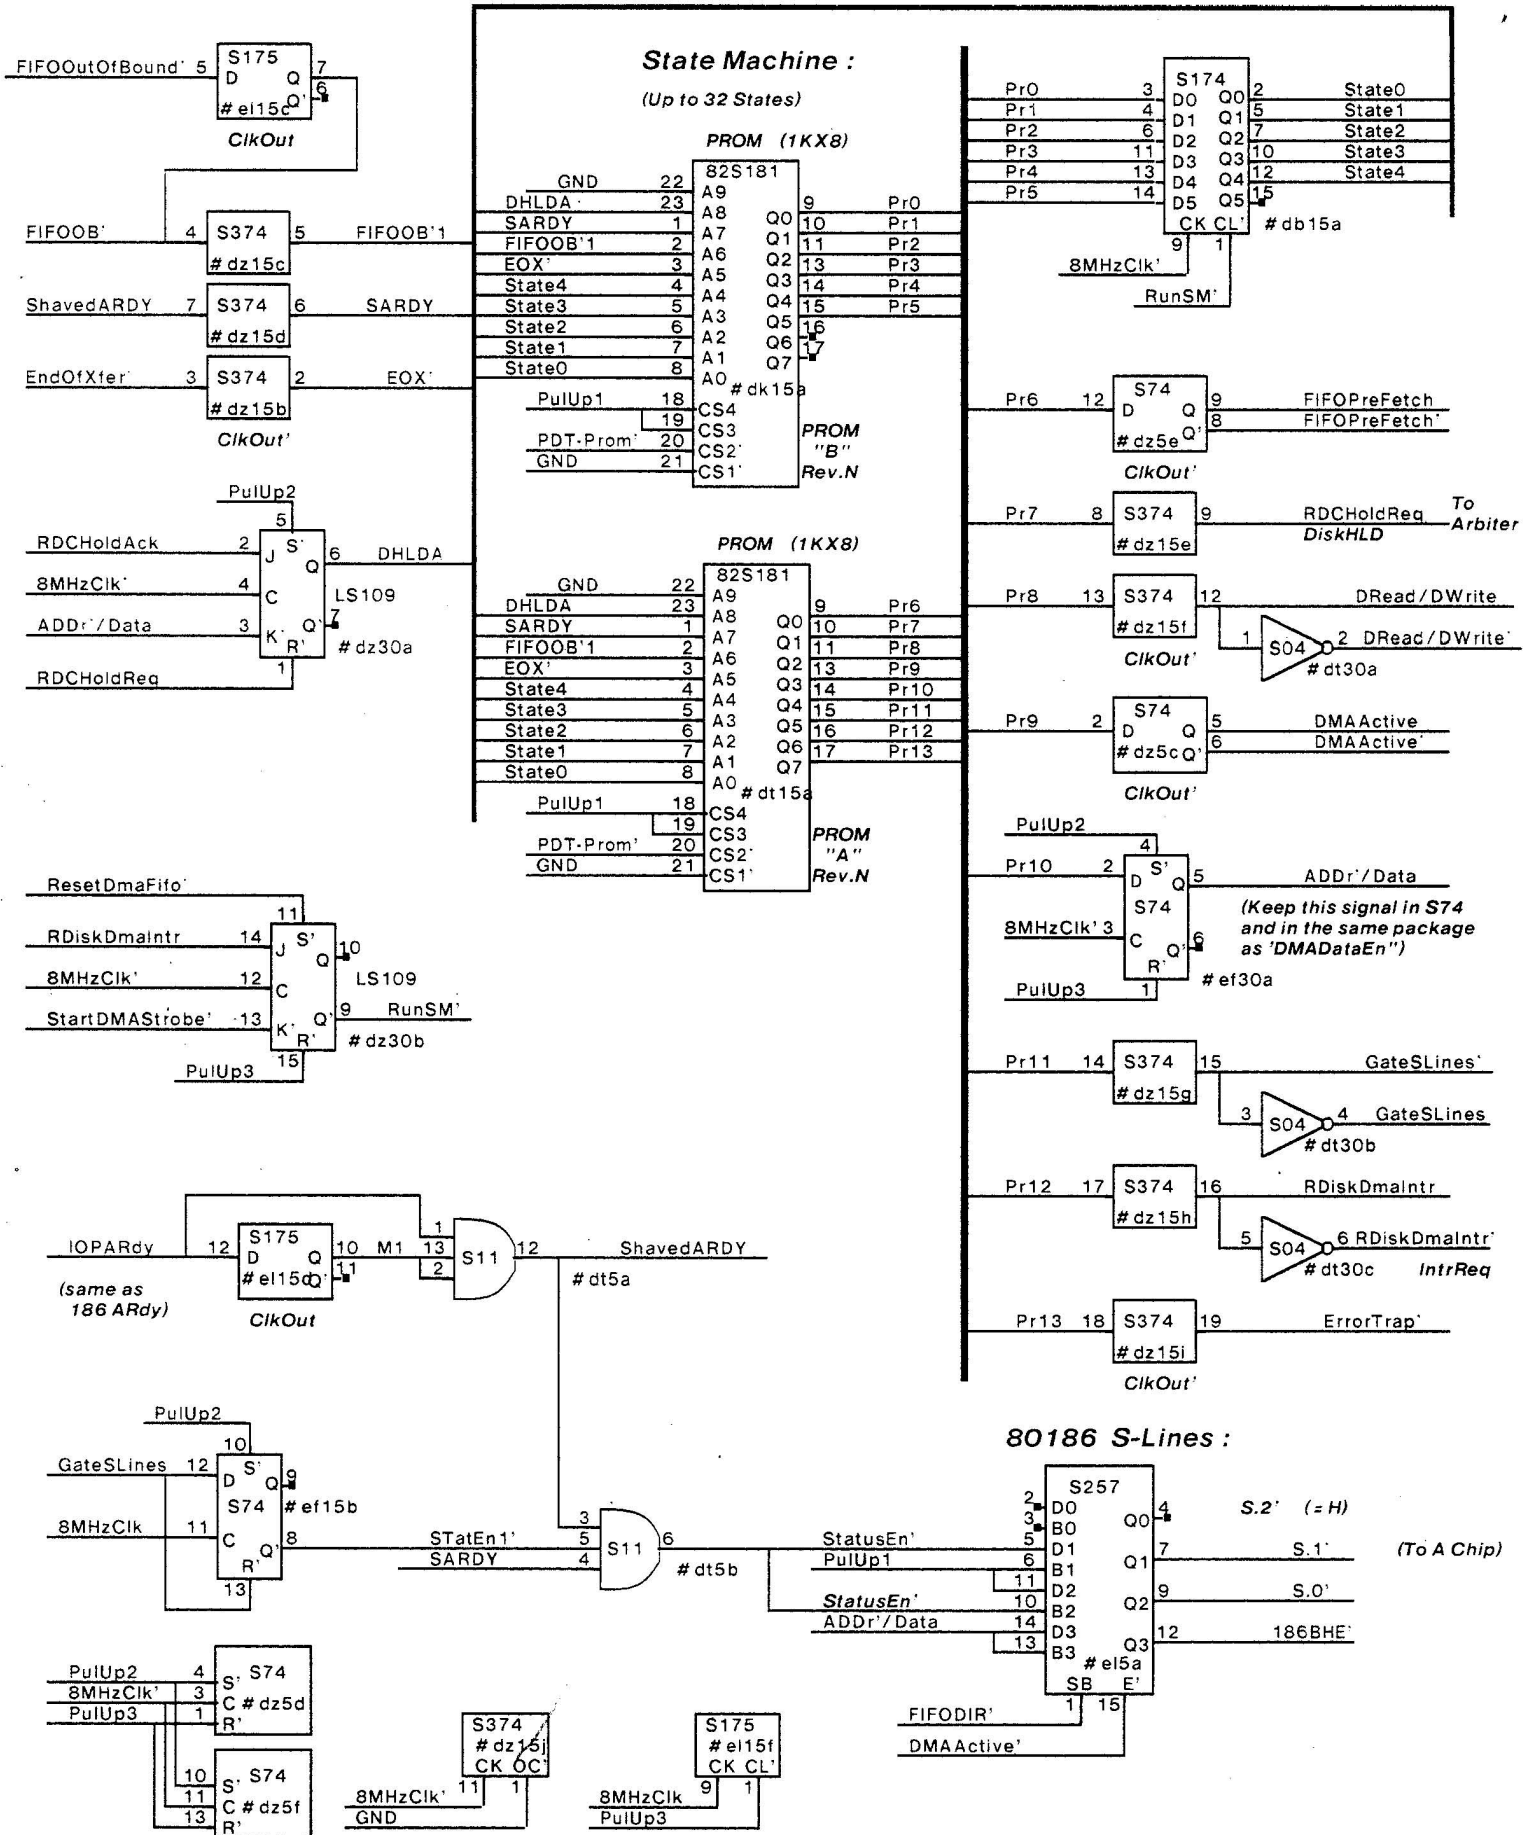 FIFOOutOfBound' 5 S175 7
D Q
6
# el15c Q'
ClkOut
FIFOOB' 4 S374 5 FIFOOB'1
# dz15c
ShavedARDY 7 S374 6 SARDY
# dz15d
EndOfXfer' 3 S374 2 EOX'
# dz15b
ClkOut'
PulUp2
5
RDCHoldAck 2 J S' Q 6 DHLDA
8MHzClk' 4 C LS109
ADDr'/Data 3 K' Q' 7
R' # dz30a
1
RDCHoldReq
ResetDmaFifo'
11
RDiskDmaIntr 14 J S' Q 10
LS109
8MHzClk' 12 C
StartDMAStrobe' 13 K' Q' 9 RunSM'
R' # dz30b
15
PulUp3
State Machine :
(Up to 32 States)
PROM (1KX8)
82S181
GND 22 A9
DHLDA 23 A8 Q0 9 Pr0
SARDY 1 A7 Q1 10 Pr1
FIFOOB'1 2 A6 Q2 11 Pr2
EOX' 3 A5 Q3 13 Pr3
State4 4 A4 Q4 14 Pr4
State3 5 A3 Q5 15 Pr5
State2 6 A2 Q6 16
State1 7 A1 Q7 17
State0 8 A0
# dk15a
PulUp1 18 CS4
19 CS3
PDT-Prom' 20 CS2'
GND 21 CS1'
PROM
"B"
Rev.N
PROM (1KX8)
82S181
GND 22 A9
DHLDA 23 A8 Q0 9 Pr6
SARDY 1 A7 Q1 10 Pr7
FIFOOB'1 2 A6 Q2 11 Pr8
EOX' 3 A5 Q3 13 Pr9
State4 4 A4 Q4 14 Pr10
State3 5 A3 Q5 15 Pr11
State2 6 A2 Q6 16 Pr12
State1 7 A1 Q7 17 Pr13
State0 8 A0
# dt15a
PulUp1 18 CS4
19 CS3
PDT-Prom' 20 CS2'
GND 21 CS1'
PROM
"A"
Rev.N
S174
Pr0 3 D0 Q0 2 State0
Pr1 4 D1 Q1 5 State1
Pr2 6 D2 Q2 7 State2
Pr3 11 D3 Q3 10 State3
Pr4 13 D4 Q4 12 State4
Pr5 14 D5 Q5 15
CK CL' # db15a
9 1
8MHzClk'
RunSM'
S74
Pr6 12 D Q 9 FIFOPreFetch
Q' 8 FIFOPreFetch'
# dz5e
ClkOut'
Pr7 8 S374 9 RDCHoldReq
DiskHLD
To
Arbiter
# dz15e
Pr8 13 S374 12 DRead/DWrite
# dz15f
ClkOut'
1 S04 2 DRead/DWrite'
# dt30a
S74
Pr9 2 D Q 5 DMAActive
# dz5c Q' 6 DMAActive'
ClkOut'
PulUp2
4
Pr10 2 D S' Q 5 ADDr'/Data
S74
8MHzClk' 3 C Q' 6
R' # ef30a
PulUp3 1
(Keep this signal in S74
and in the same package
as 'DMADataEn")
Pr11 14 S374 15 GateSLines'
# dz15g
3 S04 4 GateSLines
# dt30b
Pr12 17 S374 16 RDiskDmaIntr
# dz15h
5 S04 6 RDiskDmaIntr'
# dt30c IntrReq
Pr13 18 S374 19 ErrorTrap'
# dz15i
ClkOut'
IOPARdy 12 S175
D Q 10 M1
# el15d Q' 11
ClkOut
(same as
186 ARdy)
1
13
2
S11 12 ShavedARDY
# dt5a
PulUp2
10
GateSLines 12 D S' Q 9
S74 # ef15b
8MHzClk 11 C Q' 8 STatEn1'
R'
13
3
5
SARDY 4
S11 6
# dt5b
80186 S-Lines :
S257
2 D0
3 B0 Q0 4 S.2' (=H)
StatusEn' 5 D1
PulUp1 6 B1 Q1 7 S.1' (To A Chip)
11 D2
StatusEn' 10 B2 Q2 9 S.0'
ADDr'/Data 14 D3
13 B3 Q3 12 186BHE'
# el5a
SB E'
1 15
FIFODIR'
DMAActive'
PulUp2 4 S' S74
8MHzClk' 3 C # dz5d
PulUp3 1 R'
10 S' S74
11 C # dz5f
13 R'
S374
# dz15j
CK OC'
11 1
8MHzClk'
GND
S175
# el15f
CK CL'
9 1
8MHzClk
PulUp3